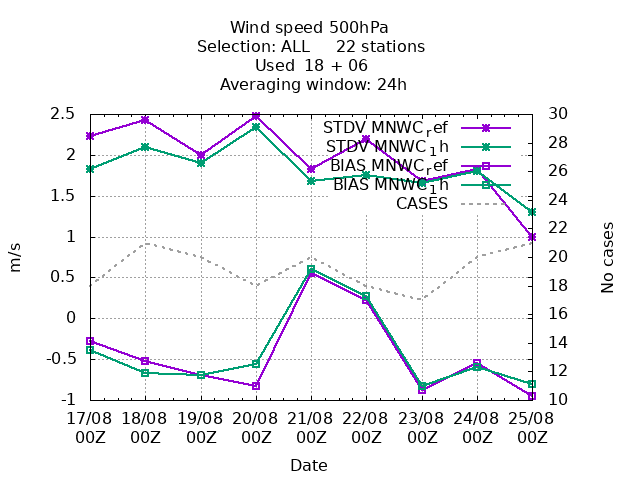 Wind speed 500hPa
Selection: ALL     22 stations
Used  18 + 06
Averaging window: 24h
2.5
2
1.5
1
0.5
0
-0.5
-1
m/s
30
28
26
24
22
20
18
16
14
12
10
No cases
STDV MNWC_ref
STDV MNWC_1h
BIAS MNWC_ref
BIAS MNWC_1h
CASES
17/08 18/08 19/08 20/08 21/08 22/08 23/08 24/08 25/08
00Z 00Z 00Z 00Z 00Z 00Z 00Z 00Z 00Z
Date